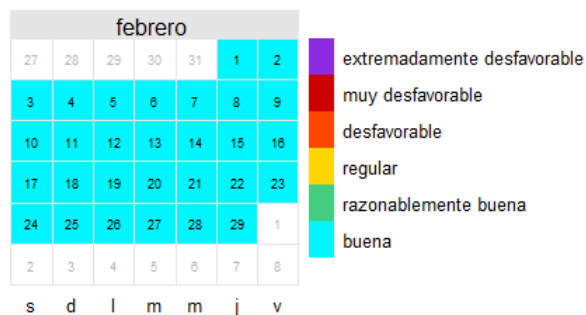 febrero
27 28 29 30 31 1 2
3 4 5 6 7 8 9
10 11 12 13 14 15 16
17 18 19 20 21 22 23
24 25 26 27 28 29 1
2 3 4 5 6 7 8
s d l m m j v
extremadamente desfavorable
muy desfavorable
desfavorable
regular
razonablemente buena
buena